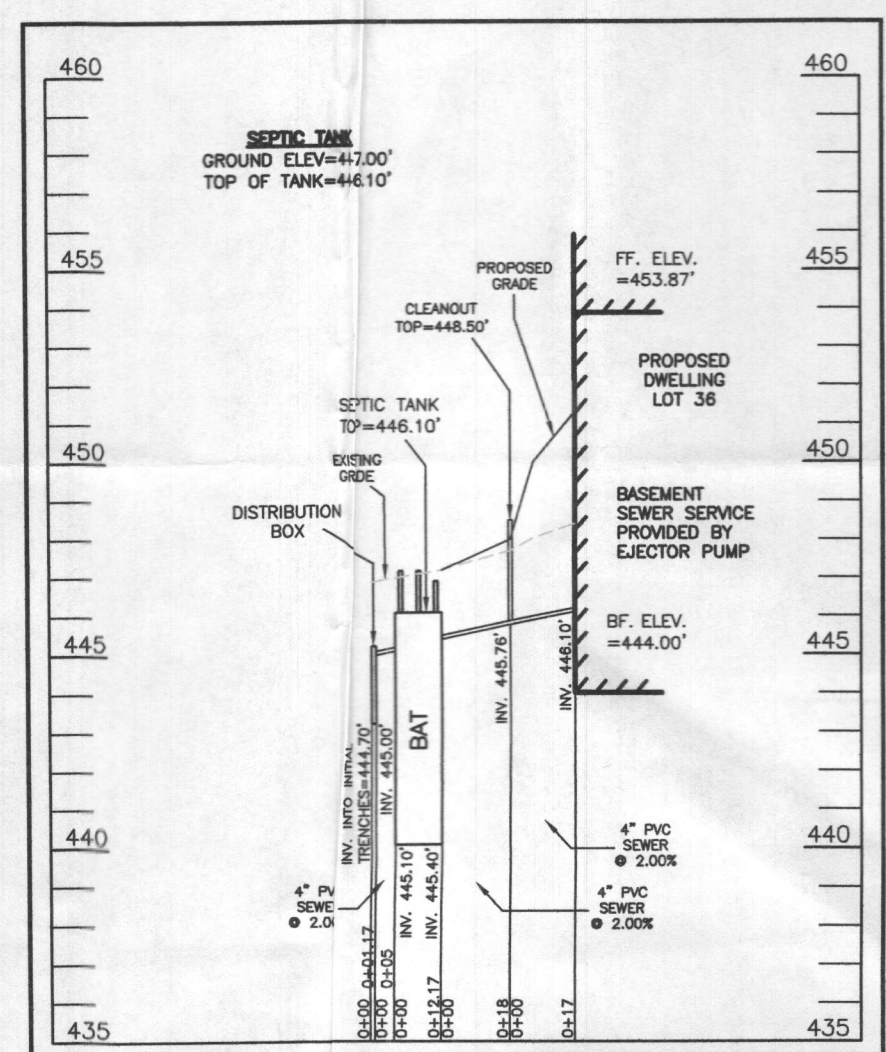 460
460
SEPTIC TANK
GROUND ELEV=447.00'
TOP OF TANK=446.10'
455
455
PROPOSED
GRADE
FF. ELEV.
=453.87'
CLEANOUT
TOP=448.50'
PROPOSED
DWELLING
LOT 36
SEPTIC TANK
TOP=446.10'
450
450
EXISTING
GRDE
DISTRIBUTION
BOX
BASEMENT
SEWER SERVICE
PROVIDED BY
EJECTOR PUMP
445
445
BF. ELEV.
=444.00'
INV. INTO INITIAL
TRENCHES=444.70'
INV. 445.00'
BAT
INV. 445.10'
INV. 445.40'
INV. 445.76'
INV. 446.10'
440
440
4" PVC
SEWER
@ 2.00%
4" PV
SEWE
@ 2.0
4" PVC
SEWER
@ 2.00%
0+00
0+01.17
0+00
0+05
0+00
0+12.17
0+00
0+18
0+00
0+17
435
435